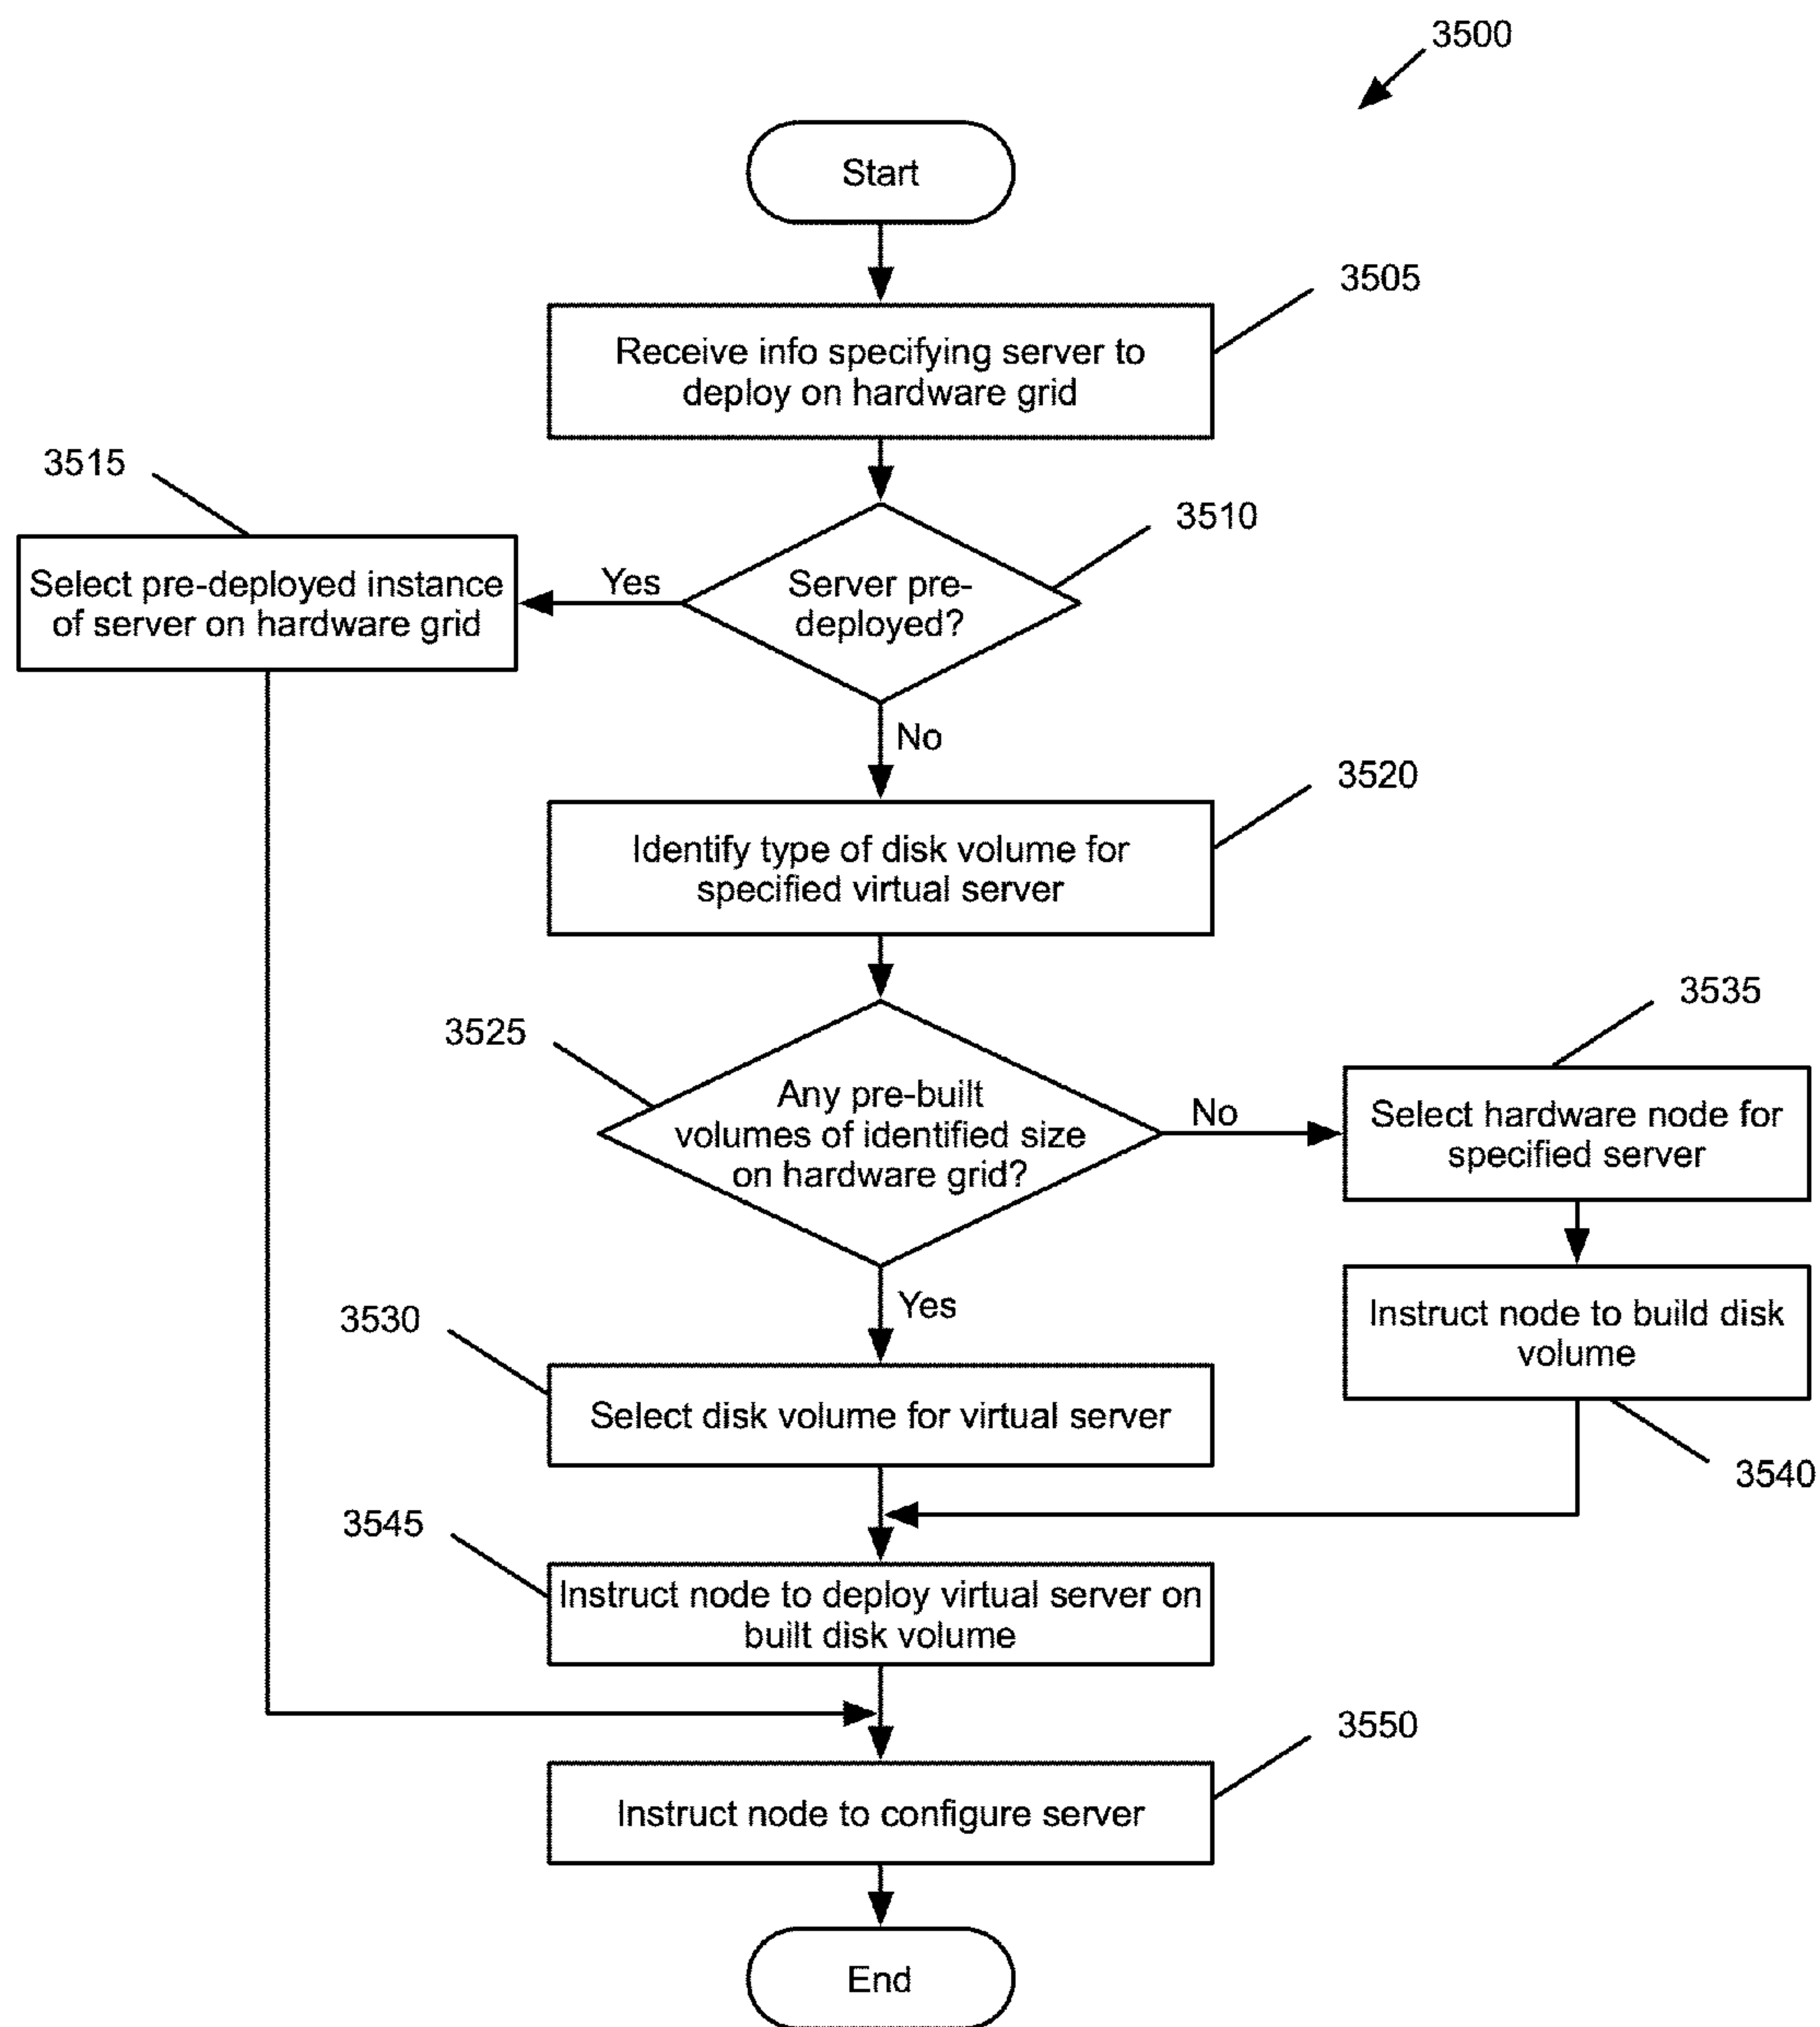 3500
Start
3505
Receive info specifying server to
deploy on hardware grid
3515
3510
Select pre-deployed instance
of server on hardware grid
Yes
Server pre-
deployed?
No
3520
Identify type of disk volume for
specified virtual server
3525
3535
Any pre-built
volumes of identified size
on hardware grid?
No
Select hardware node for
specified server
Yes
3530
Instruct node to build disk
volume
Select disk volume for virtual server
3540
3545
Instruct node to deploy virtual server on
built disk volume
3550
Instruct node to configure server
End